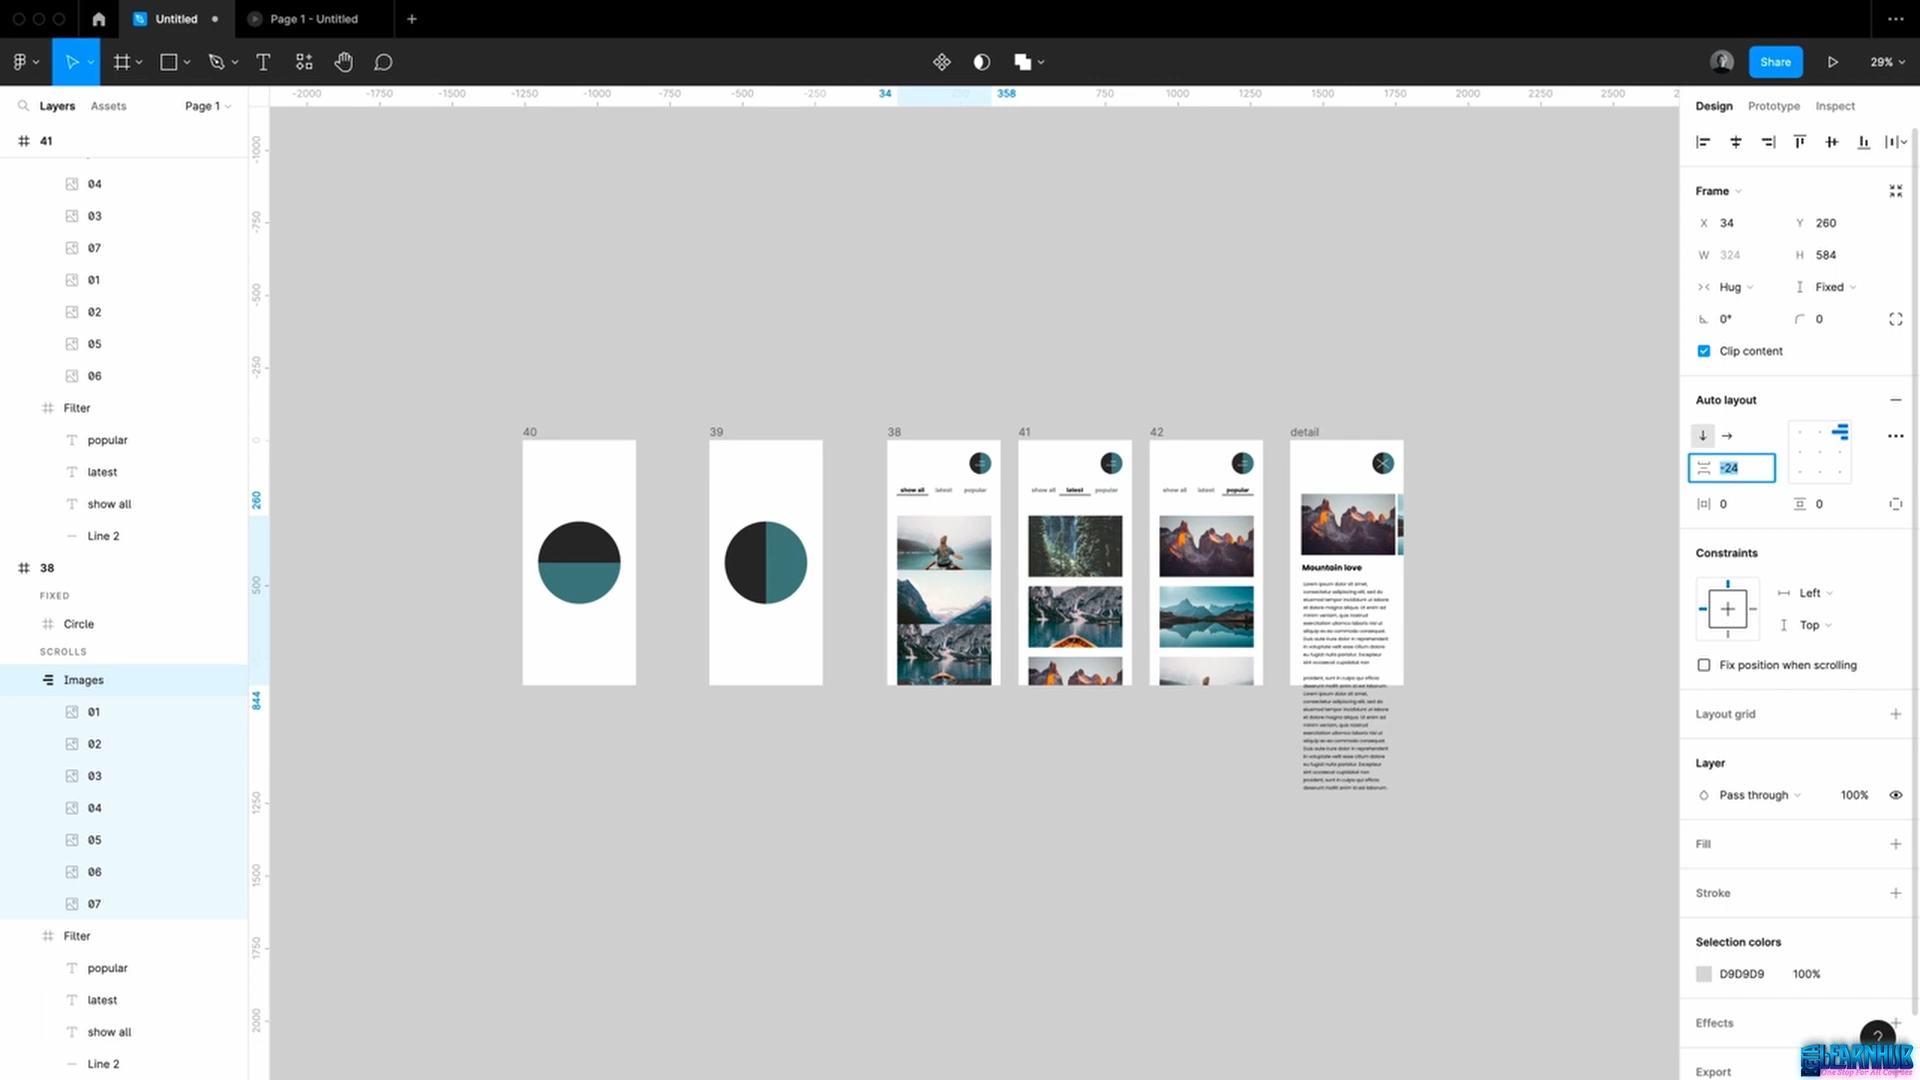 Untitled
Page 1 - Untitled
Share
29%
Layers
Assets
Page 1
41
04
03
07
01
02
05
06
Filter
popular
latest
show all
Line 2
38
FIXED
Circle
SCROLLS
Images
01
02
03
04
05
06
07
Filter
popular
latest
show all
Line 2
-2000 -1750 -1500 -1250 -1000 -750 -500 -250 34 358 750 1000 1250 1500 1750 2000 2250 2500
-1000
-750
-500
-250
0
260
500
844
1250
1500
1750
2000
40
39
38
show all latest popular
41
show all latest popular
42
show all latest popular
detail
Mountain love
Design
Prototype
Inspect
Frame
X 34 Y 260
W 324 H 584
Hug Fixed
0° 0
Clip content
Auto layout
-24
0 0
Constraints
Left
Top
Fix position when scrolling
Layout grid
Layer
Pass through 100%
Fill
Stroke
Selection colors
D9D9D9 100%
Effects
?
Export
LEARNHUB
One Stop For All Courses